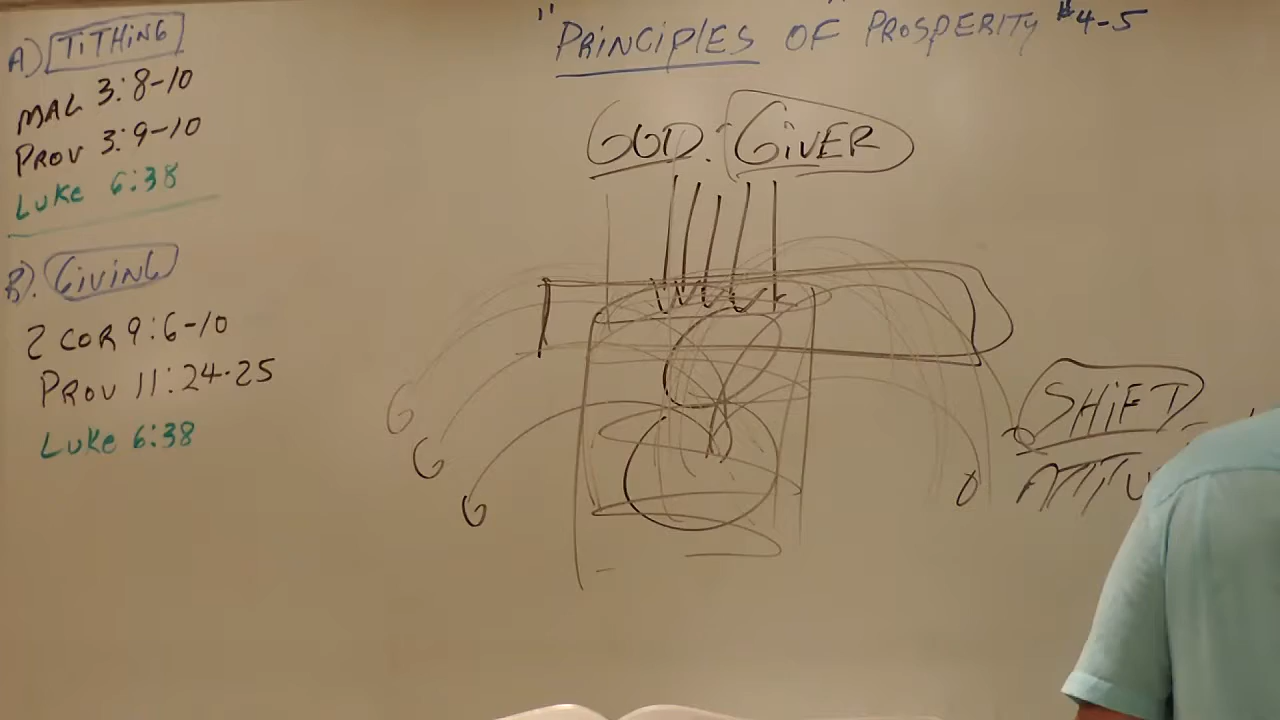 "Principles" of Prosperity #4-5
A) Tithing
Mal 3:8-10
Prov 3:9-10
Luke 6:38
B). Giving
2 Cor 9:6-10
Prov 11:24-25
Luke 6:38
God: Giver
G
G
G
0
Shift